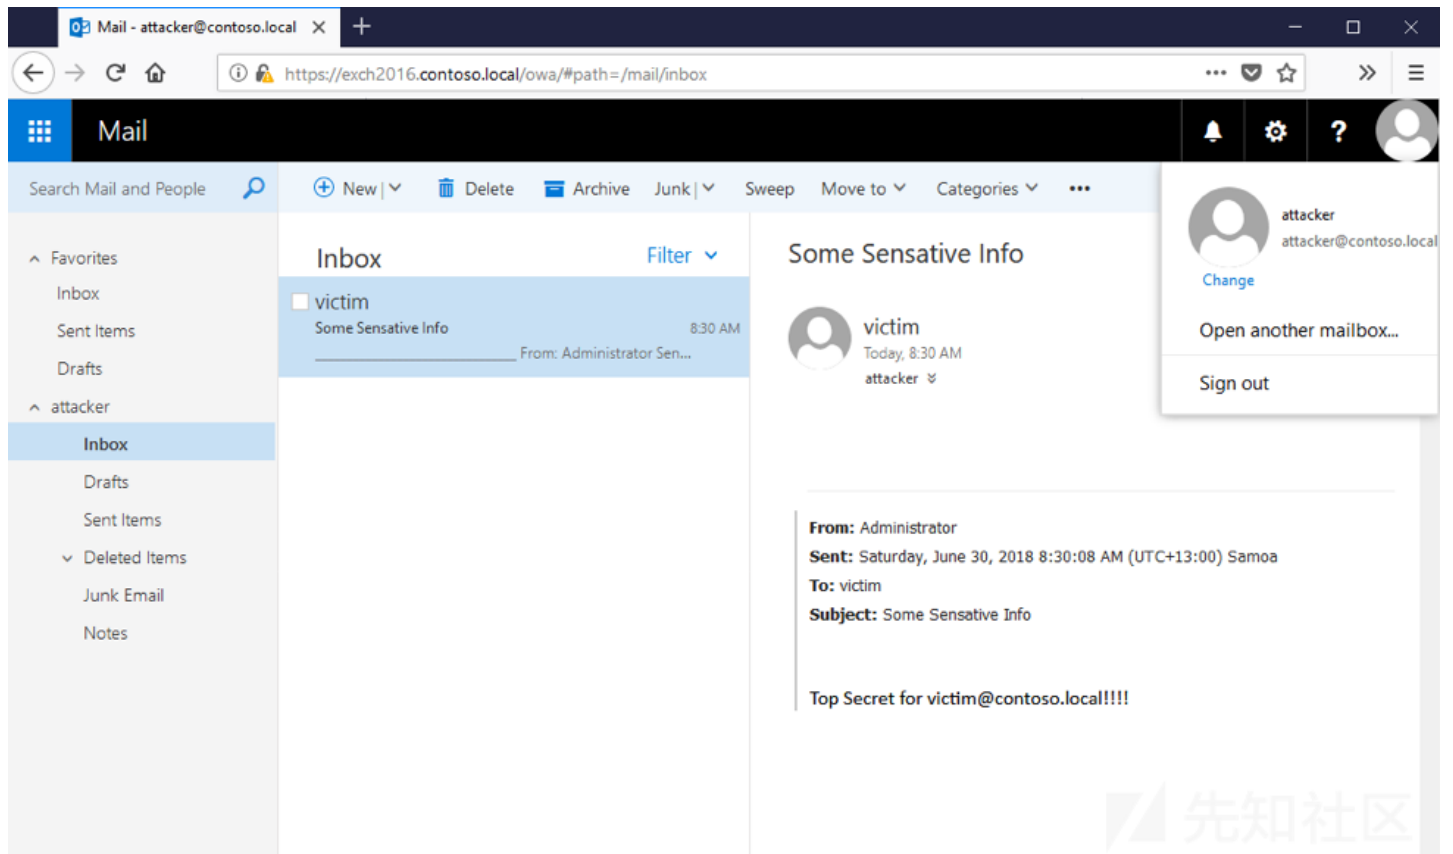 Mail - attacker@contoso.lo
https://exch2016.contoso.local/owa/#path=/mail/inbox
Mail
?
Search Mail and People
New
Delete
Archive
Junk
Sweep
Move to
Categories
attacker
attacker@contoso.local
Change
Open another mailbox...
Sign out
Favorites
Inbox
Sent Items
Drafts
attacker
Inbox
Drafts
Sent Items
Deleted Items
Junk Email
Notes
Inbox
Filter
victim
Some Sensative Info
8:30 AM
From: Administrator Sen...
Some Sensative Info
victim
Today, 8:30 AM
attacker
From: Administrator
Sent: Saturday, June 30, 2018 8:30:08 AM (UTC+13:00) Samoa
To: victim
Subject: Some Sensative Info
Top Secret for victim@contoso.local!!!!
先知社区